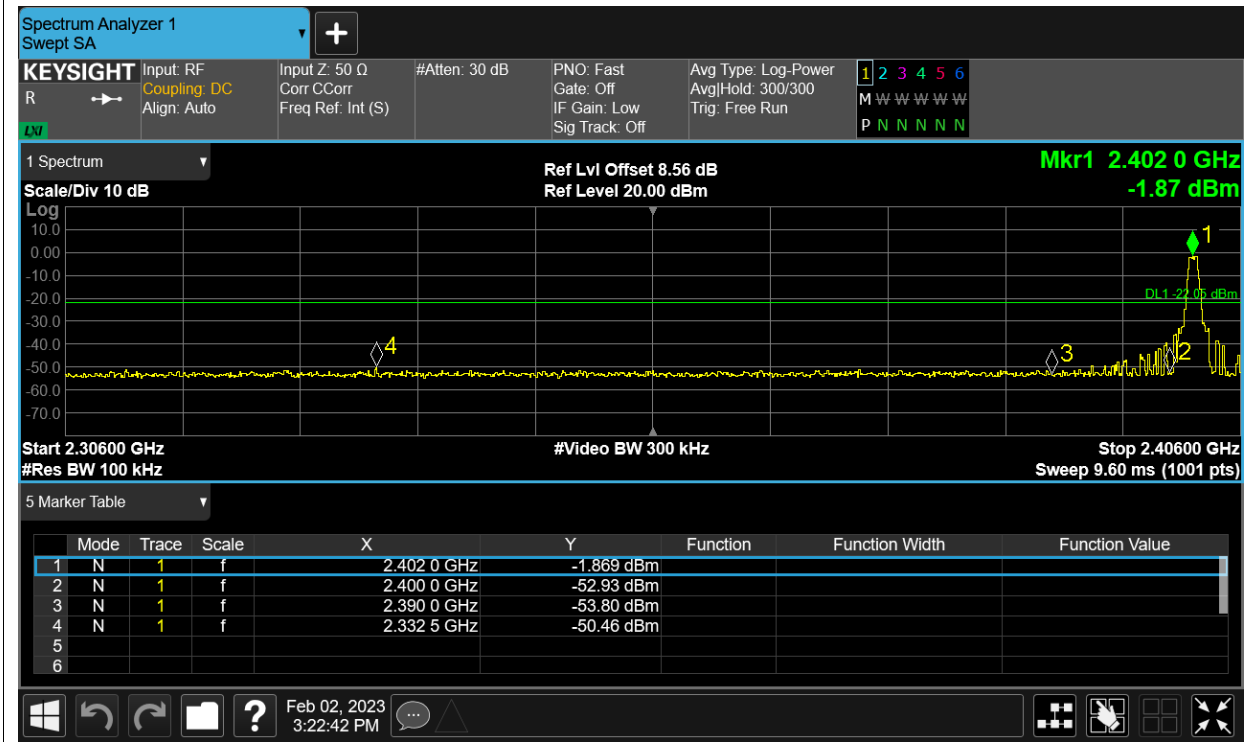 Spectrum Analyzer 1
Swept SA
KEYSIGHT
R
LXI
Input: RF
Coupling: DC
Align: Auto
Input Z: 50 Ω
Corr CCorr
Freq Ref: Int (S)
#Atten: 30 dB
PNO: Fast
Gate: Off
IF Gain: Low
Sig Track: Off
Avg Type: Log-Power
Avg|Hold: 300/300
Trig: Free Run
1 2 3 4 5 6
M W W W W W
P N N N N N
1 Spectrum
Scale/Div 10 dB
Ref Lvl Offset 8.56 dB
Ref Level 20.00 dBm
Mkr1 2.402 0 GHz
-1.87 dBm
Log
10.0
0.00
-10.0
-20.0
-30.0
-40.0
-50.0
-60.0
-70.0
1
DL1 -22.05 dBm
4
3
2
Start 2.30600 GHz
#Video BW 300 kHz
Stop 2.40600 GHz
#Res BW 100 kHz
Sweep 9.60 ms (1001 pts)
5 Marker Table
Mode Trace Scale X Y Function Function Width Function Value
1 N 1 f 2.402 0 GHz -1.869 dBm
2 N 1 f 2.400 0 GHz -52.93 dBm
3 N 1 f 2.390 0 GHz -53.80 dBm
4 N 1 f 2.332 5 GHz -50.46 dBm
5
6
?
Feb 02, 2023
3:22:42 PM